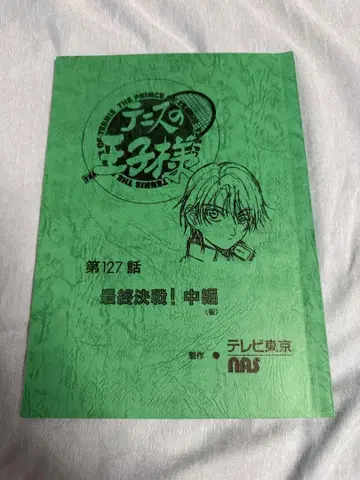 テニスの
王子様
THE PRINCE OF TENNIS THE
第127話
最終決戦!中編
(仮)
製作
テレビ東京
NAS